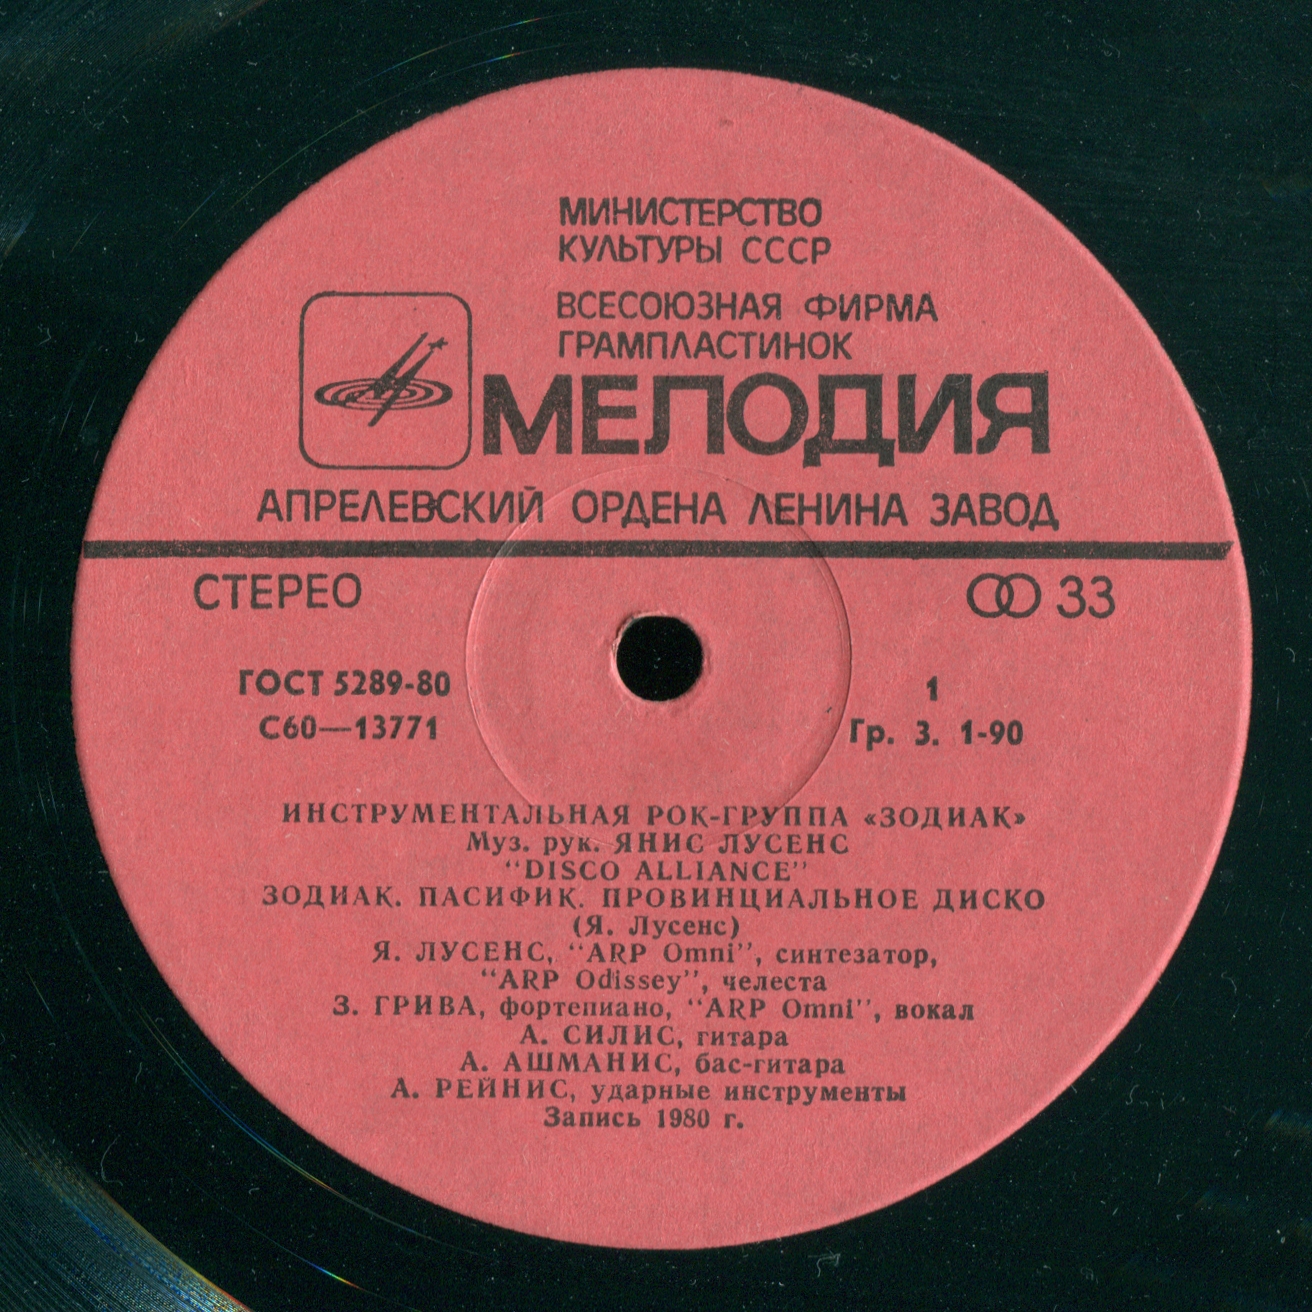 МИНИСТЕРСТВО
КУЛЬТУРЫ СССР
ВСЕСОЮЗНАЯ ФИРМА
ГРАМПЛАСТИНОК
МЕЛОДИЯ
АПРЕЛЕВСКИЙ ОРДЕНА ЛЕНИНА ЗАВОД
СТЕРЕО
33
ГОСТ 5289-80
1
С60—13771
Гр. 3. 1-90
ИНСТРУМЕНТАЛЬНАЯ РОК-ГРУППА «ЗОДИАК»
Муз. рук. ЯНИС ЛУСЕНС
“DISCO ALLIANCE”
ЗОДИАК. ПАСИФИК. ПРОВИНЦИАЛЬНОЕ ДИСКО
(Я. Лусенс)
Я. ЛУСЕНС, “ARP Omni”, синтезатор,
“ARP Odissey”, челеста
З. ГРИВА, фортепиано, “ARP Omni”, вокал
А. СИЛИС, гитара
А. АШМАНИС, бас-гитара
А. РЕЙНИС, ударные инструменты
Запись 1980 г.